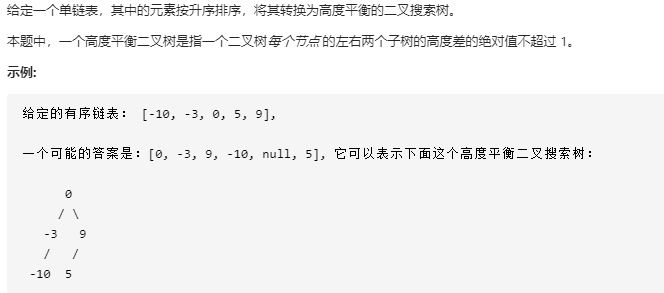 给定一个单链表，其中的元素按升序排序，将其转换为高度平衡的二叉搜索树。
本题中，一个高度平衡二叉树是指一个二叉树每个节点的左右两个子树的高度差的绝对值不超过 1。
示例:
给定的有序链表： [-10, -3, 0, 5, 9],
一个可能的答案是：[0, -3, 9, -10, null, 5], 它可以表示下面这个高度平衡二叉搜索树：
0
/ \
-3 9
/ /
-10 5